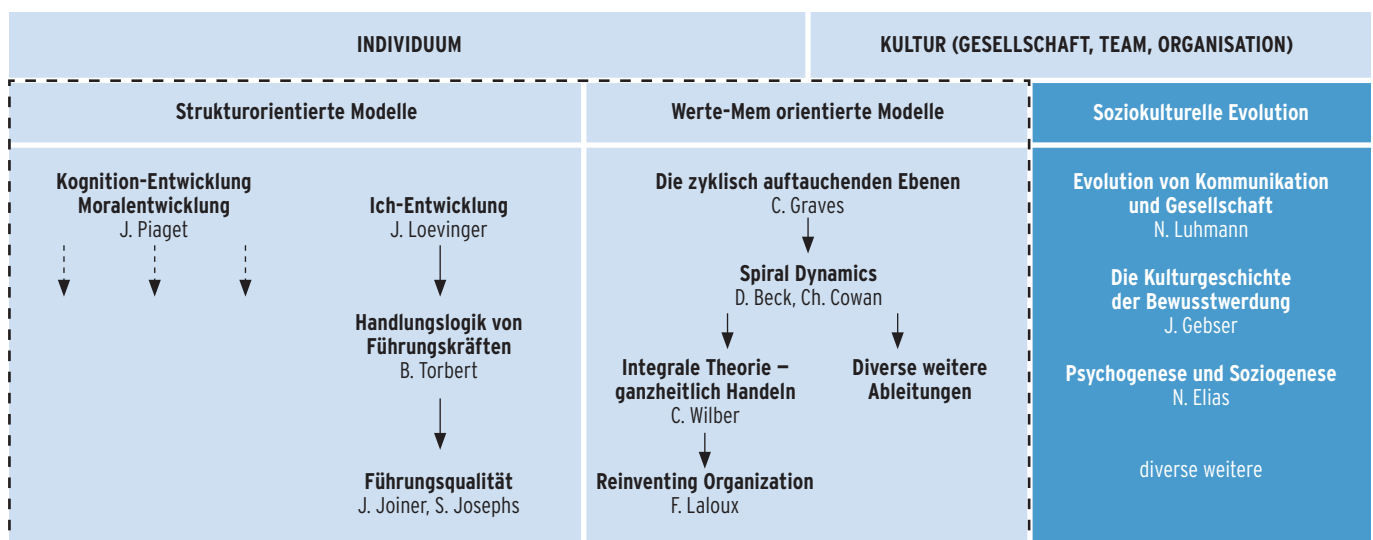 INDIVIDUUM
KULTUR (GESELLSCHAFT, TEAM, ORGANISATION)
Strukturorientierte Modelle
Werte-Mem orientierte Modelle
Soziokulturelle Evolution
Kognition-Entwicklung
Moralentwicklung
J. Piaget
Ich-Entwicklung
J. Loevinger
Handlungslogik von
Führungskräften
B. Torbert
Führungsqualität
J. Joiner, S. Josephs
Die zyklisch auftauchenden Ebenen
C. Graves
Spiral Dynamics
D. Beck, Ch. Cowan
Integrale Theorie –
ganzheitlich Handeln
C. Wilber
Diverse weitere
Ableitungen
Reinventing Organization
F. Laloux
Evolution von Kommunikation
und Gesellschaft
N. Luhmann
Die Kulturgeschichte
der Bewusstwerdung
J. Gebser
Psychogenese und Soziogenese
N. Elias
diverse weitere